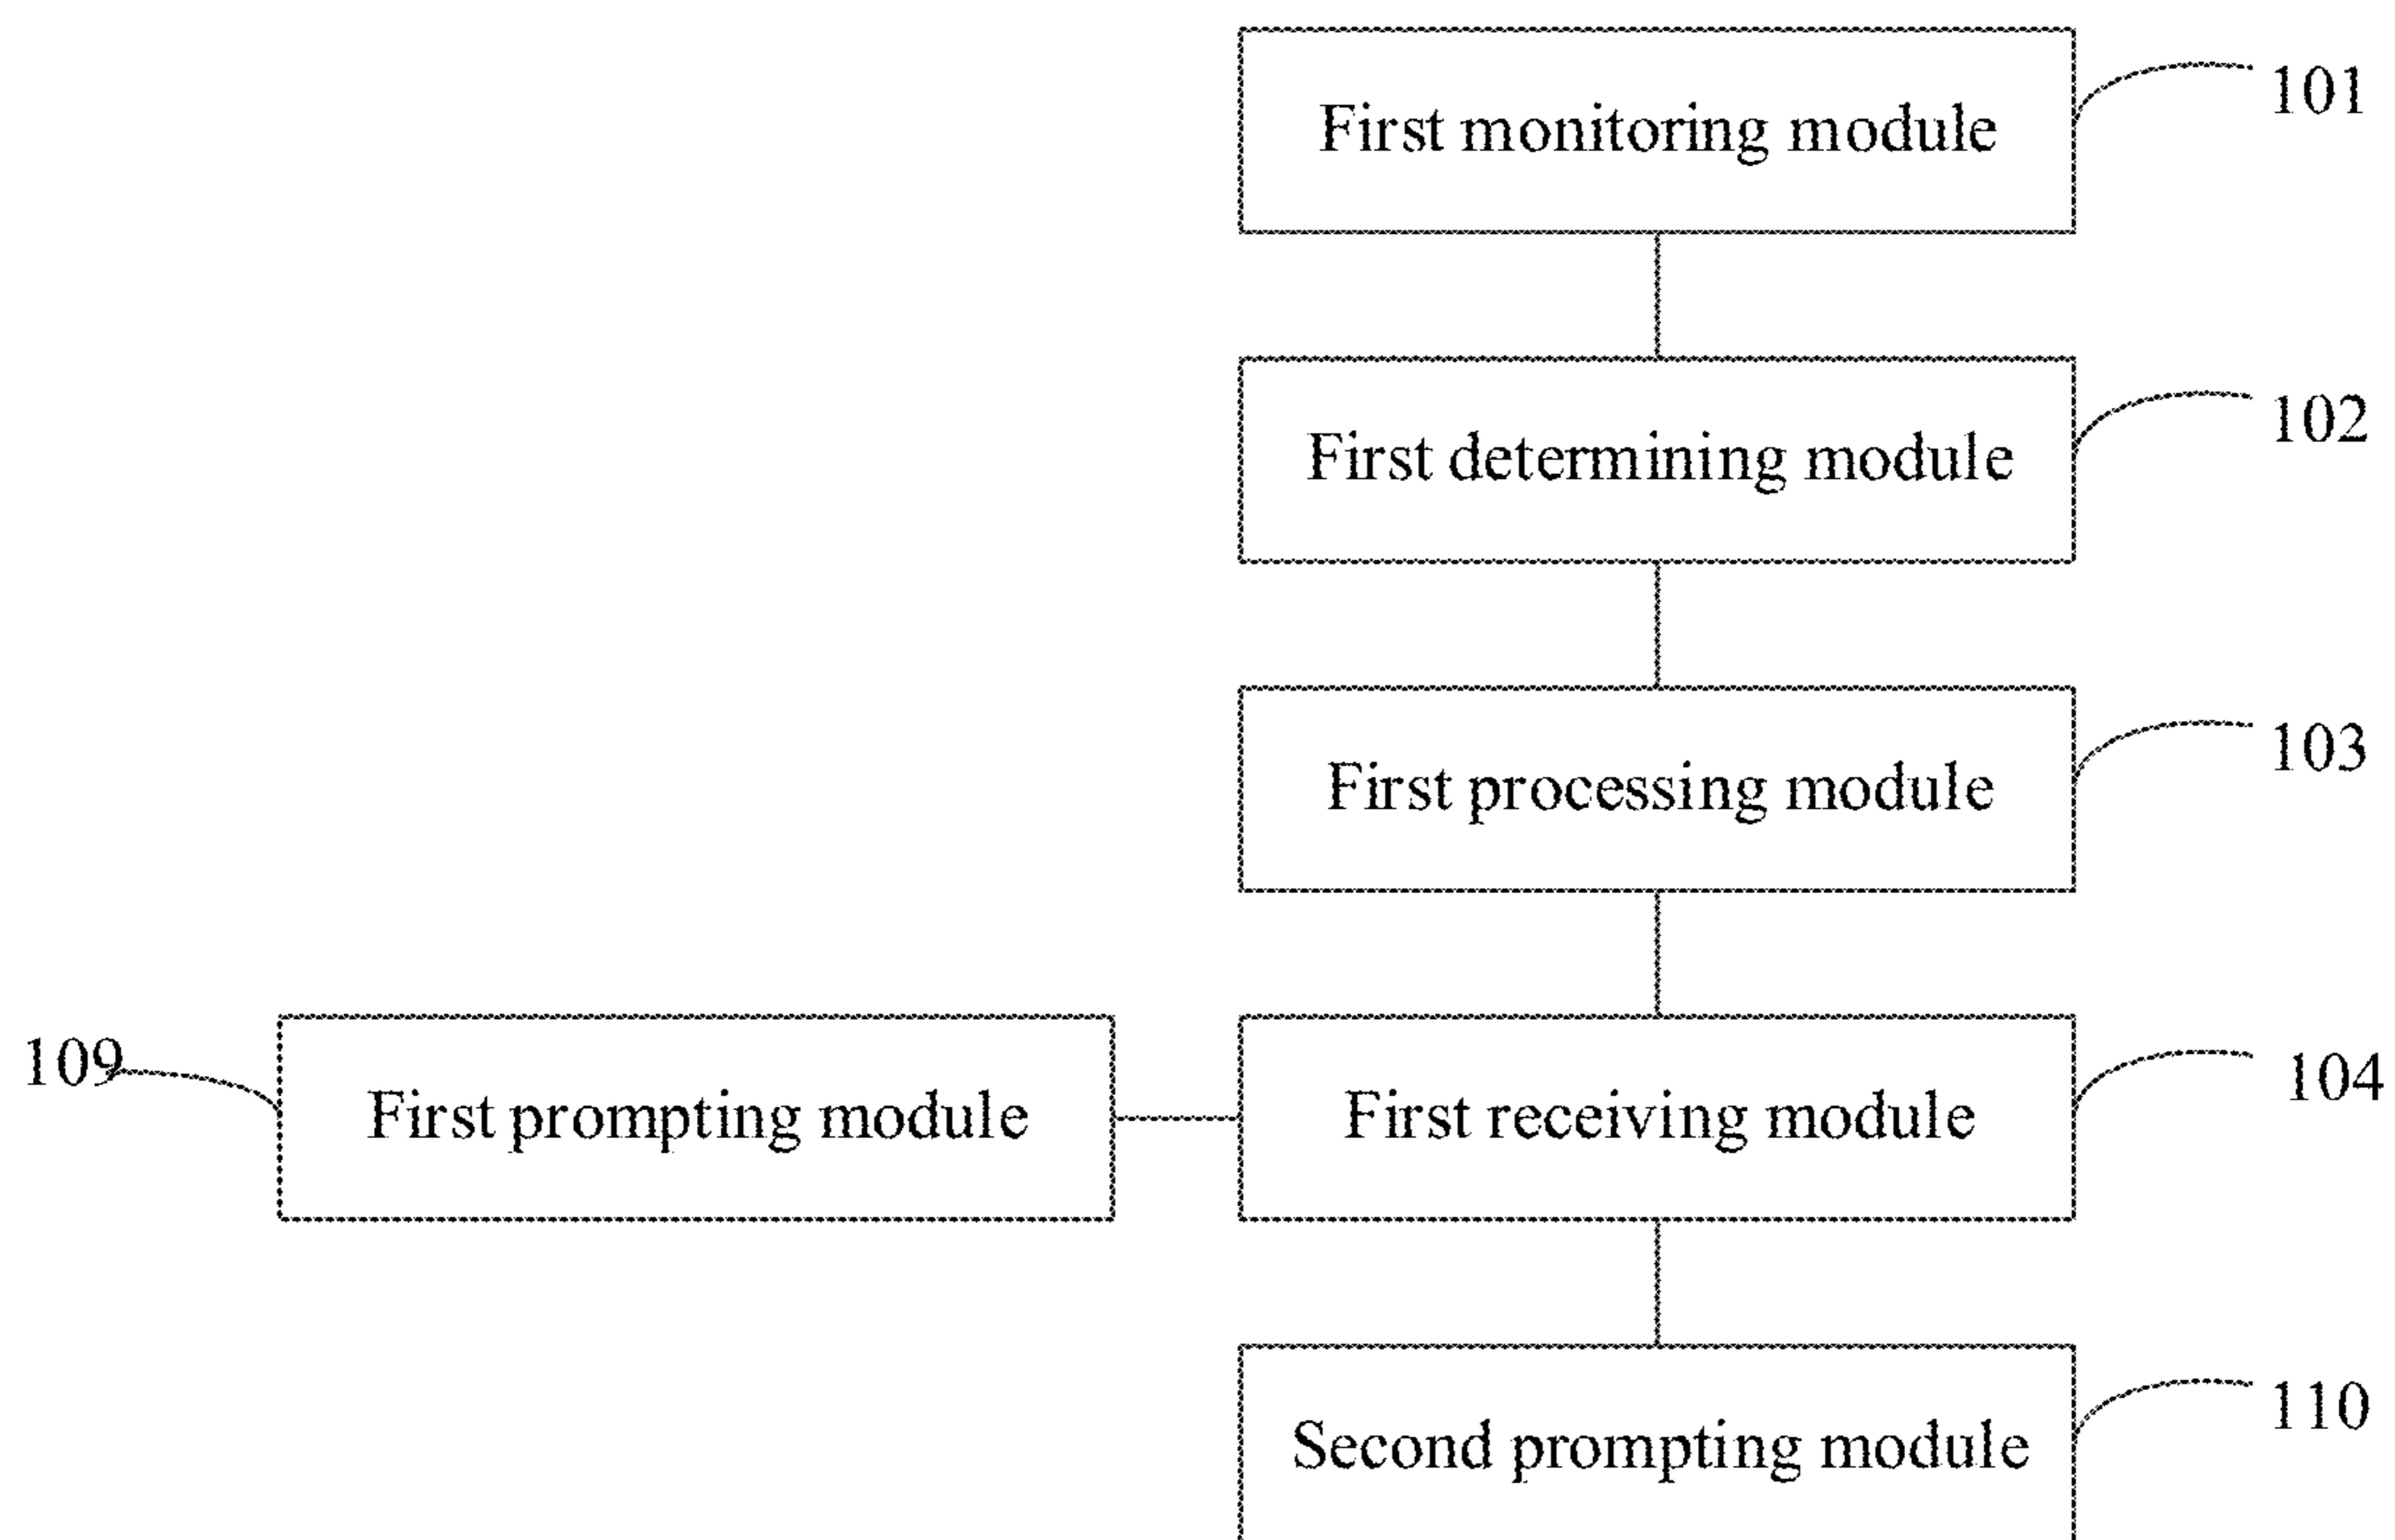 First monitoring module
101
First determining module
102
First processing module
103
109
First prompting module
First receiving module
104
Second prompting module
110